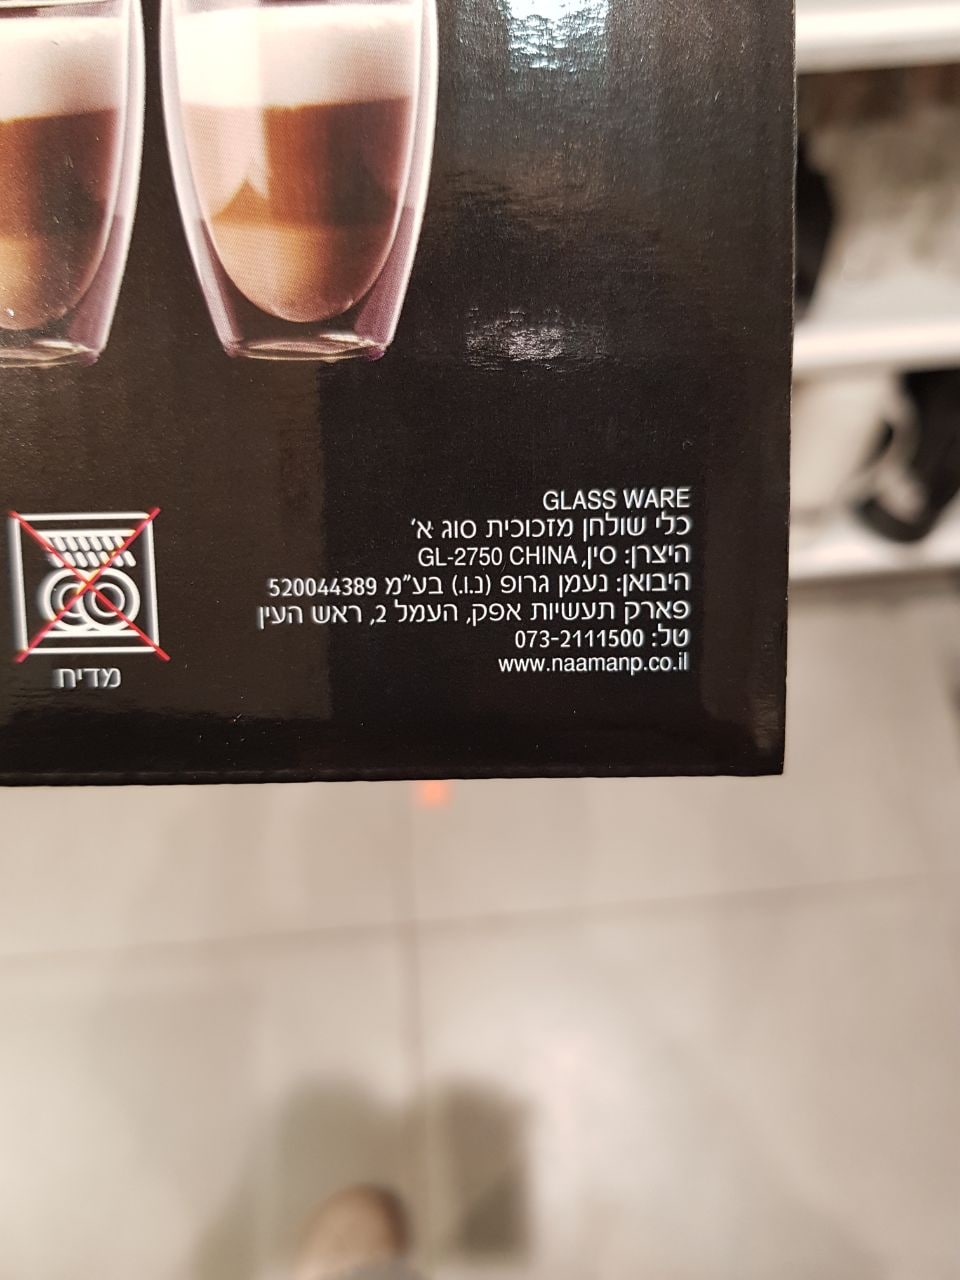 GLASS WARE
כלי שולחן מזכוכית סוג א'
היצרן: סין, GL-2750 CHINA
היבואן: נעמן גרופ (נ.ו.) בע"מ 520044389
פארק תעשיות אפק, העמל 2, ראש העין
טל: 073-2111500
www.naamanp.co.il
מדיח